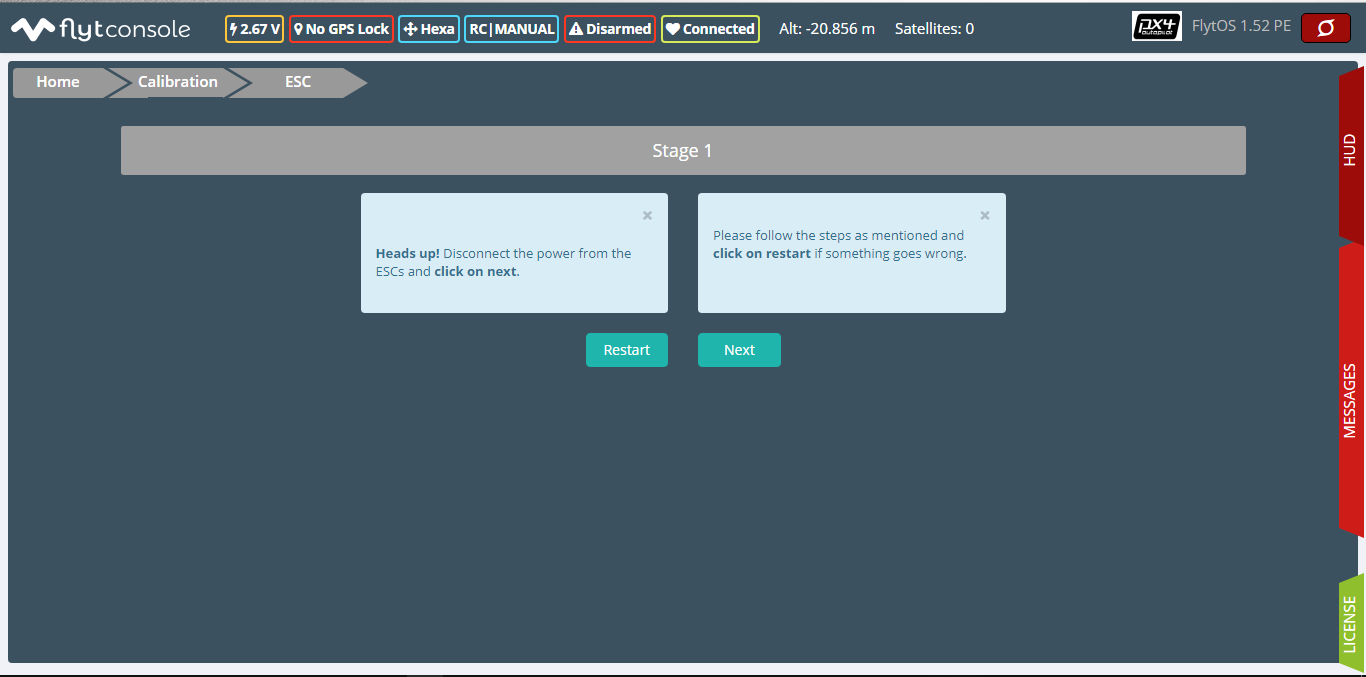 flytconsole
2.67 V
No GPS Lock
Hexa
RC|MANUAL
Disarmed
Connected
Alt: -20.856 m
Satellites: 0
px4
autopilot
FlytOS 1.52 PE
Home
Calibration
ESC
Stage 1
×
Heads up! Disconnect the power from the
ESCs and click on next.
×
Please follow the steps as mentioned and
click on restart if something goes wrong.
Restart
Next
HUD
MESSAGES
LICENSE